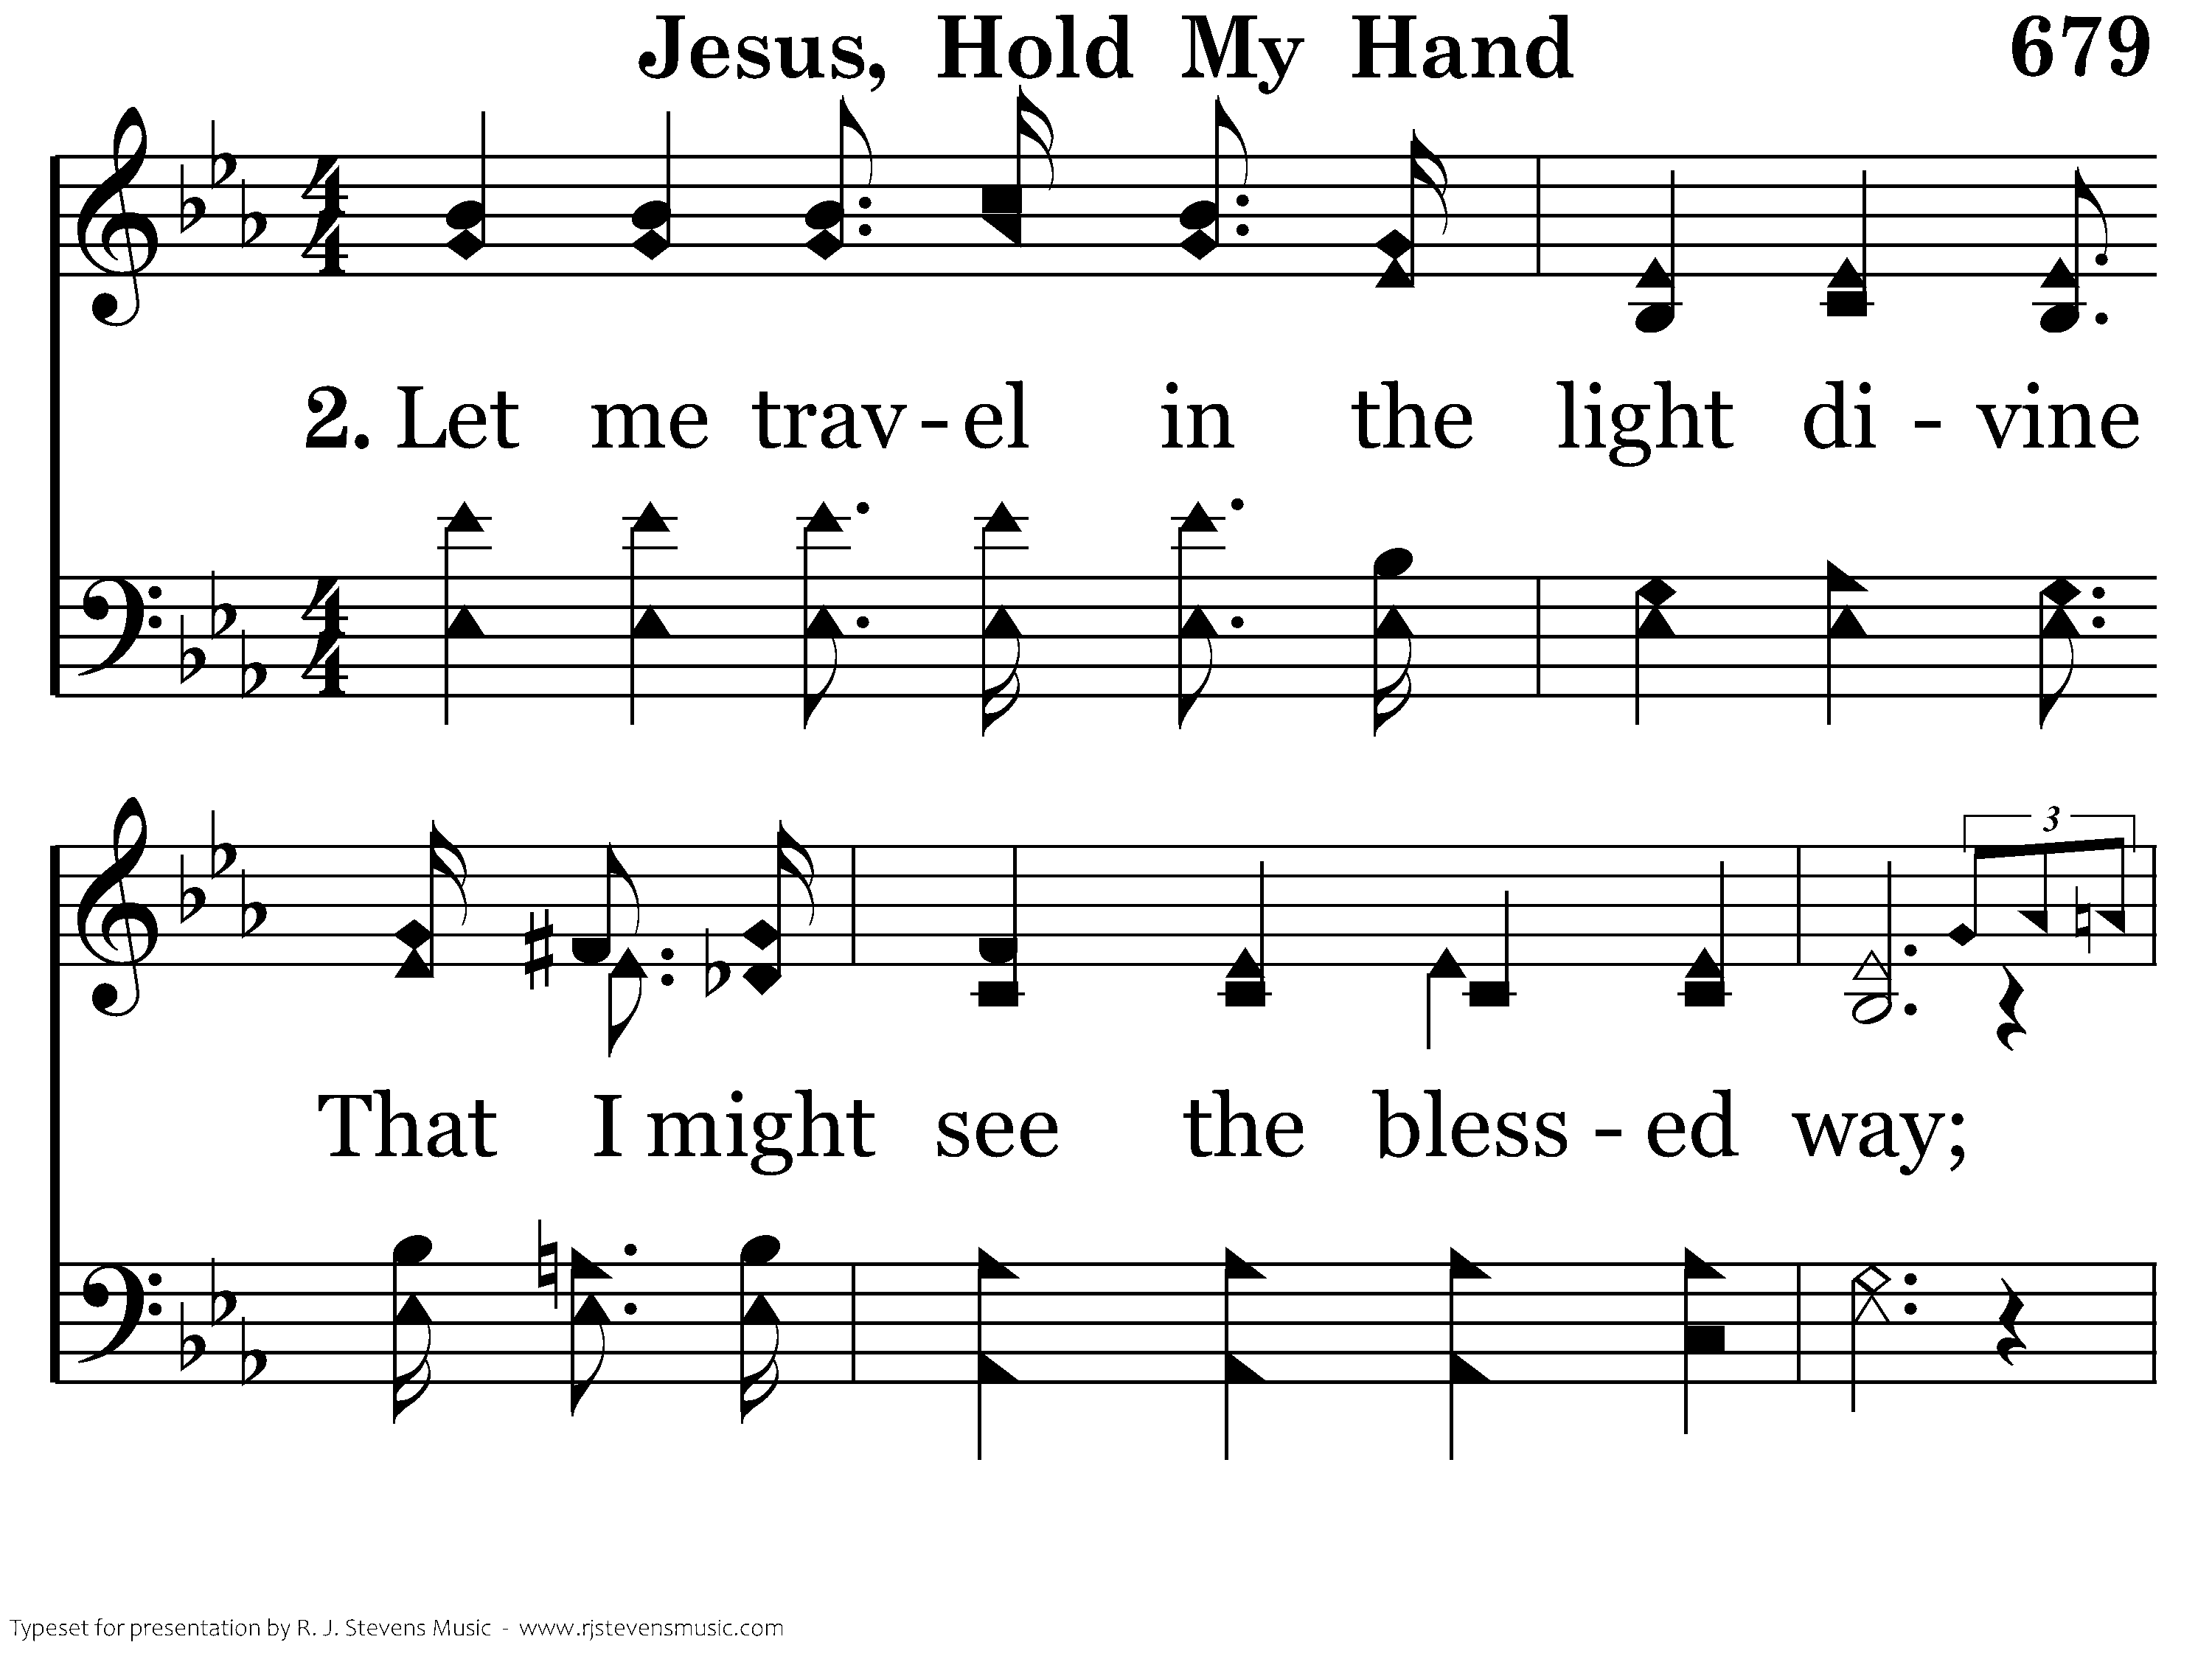 Jesus, Hold My Hand 679
2. Let me trav - el in the light di - vine
3
That I might see the bless - ed way;
Typeset for presentation by R. J. Stevens Music - www.rjstevensmusic.com